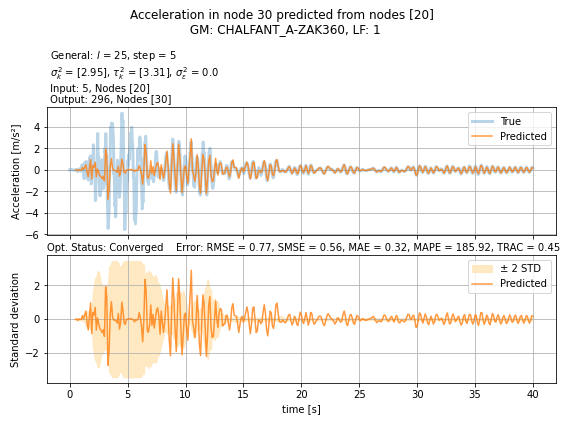 Acceleration in node 30 predicted from nodes [20]
GM: CHALFANT_A-ZAK360, LF: 1
General: l = 25, step = 5
σ²ₖ = [2.95], τ²ₖ = [3.31], σ²ε = 0.0
Input: 5, Nodes [20]
Output: 296, Nodes [30]
True
Predicted
Acceleration [m/s²]
4
2
0
−2
−4
−6
Opt. Status: Converged Error: RMSE = 0.77, SMSE = 0.56, MAE = 0.32, MAPE = 185.92, TRAC = 0.45
± 2 STD
Predicted
Standard deviation
2
0
−2
0 5 10 15 20 25 30 35 40
time [s]